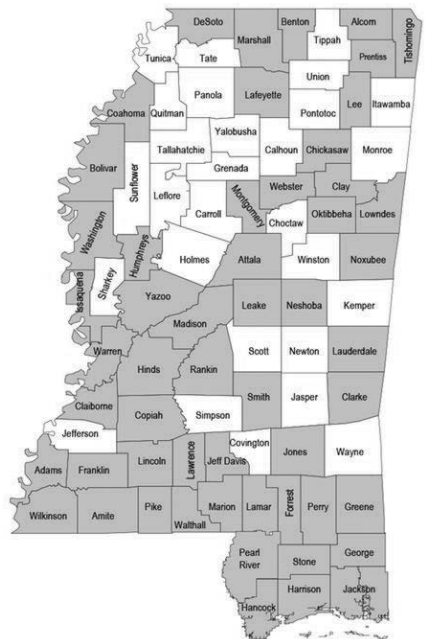 DeSoto
Benton
Alcorn
Tippah
Marshall
Tishomingo
Tunica
Tate
Prentiss
Union
Panola
Lafeyette
Lee
Itawamba
Coahoma
Quitman
Pontotoc
Yalobusha
Tallahatchie
Calhoun
Chickasaw
Monroe
Bolivar
Grenada
Sunflower
Leflore
Webster
Clay
Carroll
Montgomery
Washington
Choctaw
Oktibbeha
Lowndes
Humphreys
Holmes
Attala
Winston
Noxubee
Issaquena
Sharkey
Yazoo
Leake
Neshoba
Kemper
Madison
Warren
Scott
Newton
Lauderdale
Hinds
Rankin
Smith
Jasper
Clarke
Claiborne
Copiah
Simpson
Jefferson
Covington
Wayne
Lincoln
Lawrence
Jeff Davis
Jones
Adams
Franklin
Wilkinson
Amite
Pike
Walthall
Marion
Lamar
Forrest
Perry
Greene
Pearl
River
Stone
George
Hancock
Harrison
Jackson